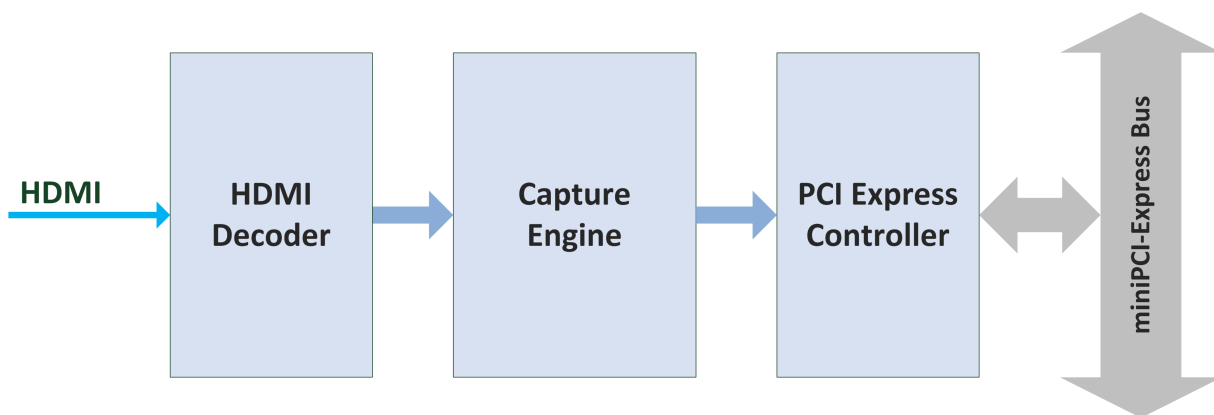 HDMI
HDMI
Decoder
Capture
Engine
PCI Express
Controller
miniPCI-Express Bus